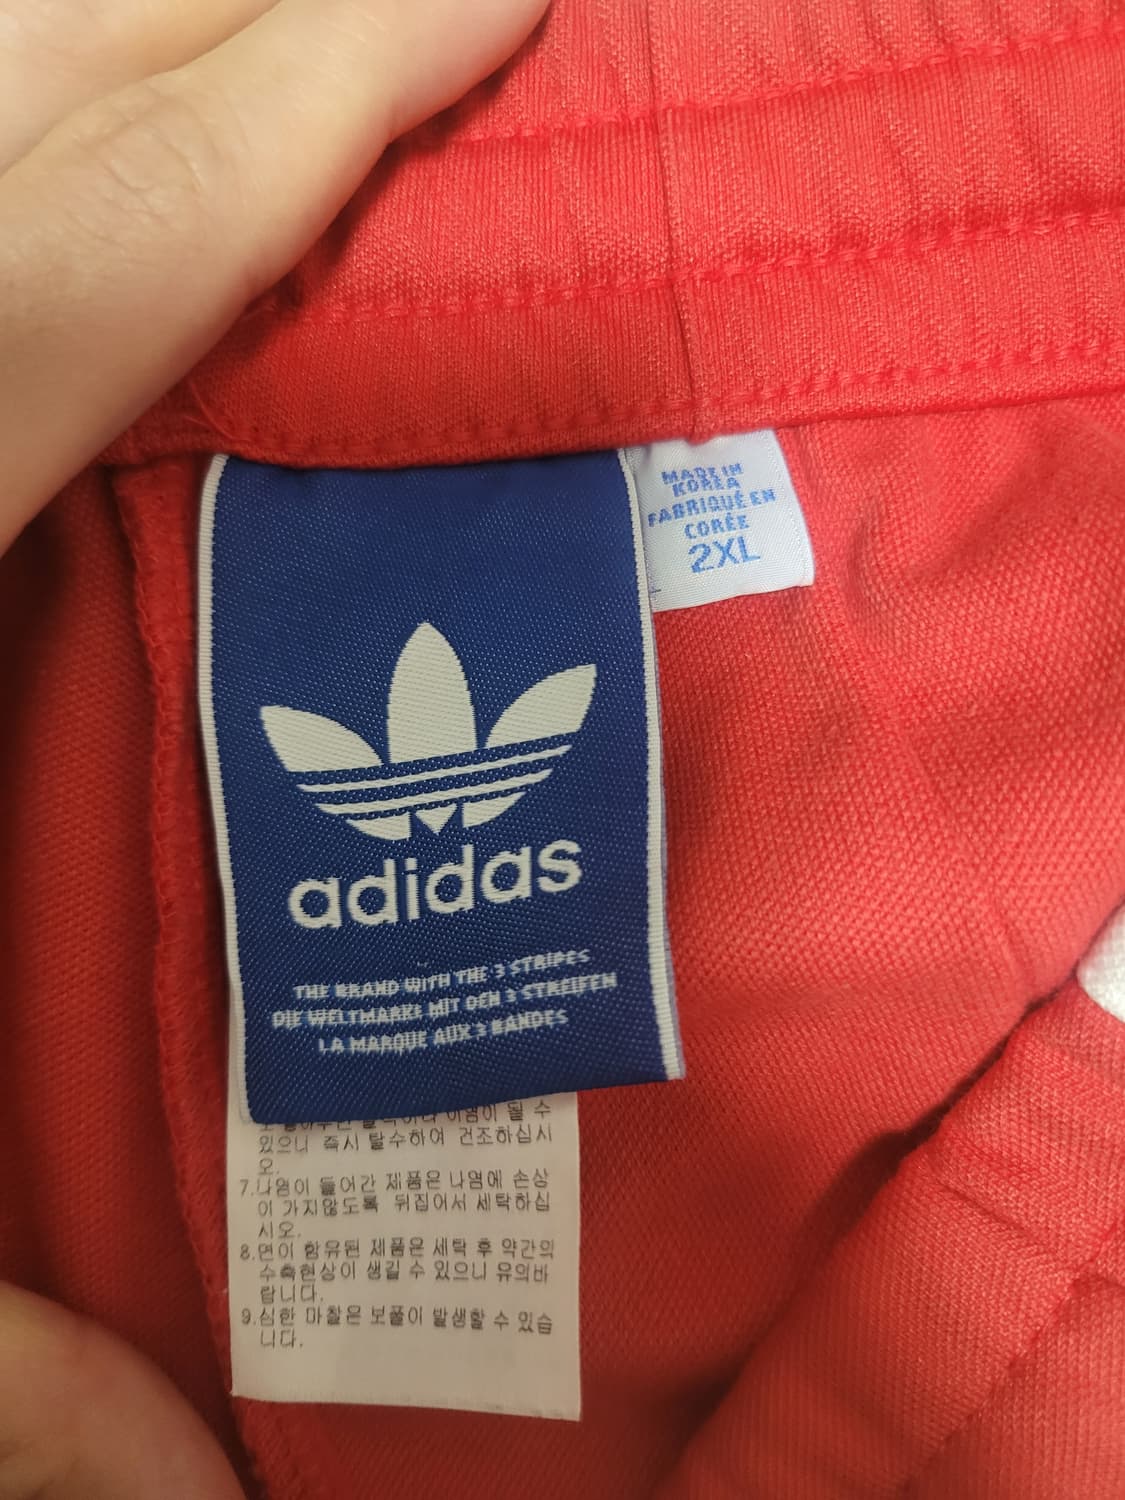 MADE IN
KOREA
FABRIQUÉ EN
CORÉE
2XL
adidas
THE BRAND WITH THE 3 STRIPES
DIE WELTMARKE MIT DEN 3 STREIFEN
LA MARQUE AUX 3 BANDES
이염이 될 수
있으니 즉시 탈수하여 건조하십시
오.
7.나염이 들어간 제품은 나염에 손상
이 가지않도록 뒤집어서 세탁하십
시오.
8.면이 함유된 제품은 세탁 후 약간의
수축현상이 생길 수 있으니 유의바
랍니다.
9.심한 마찰은 보풀이 발생할 수 있습
니다.